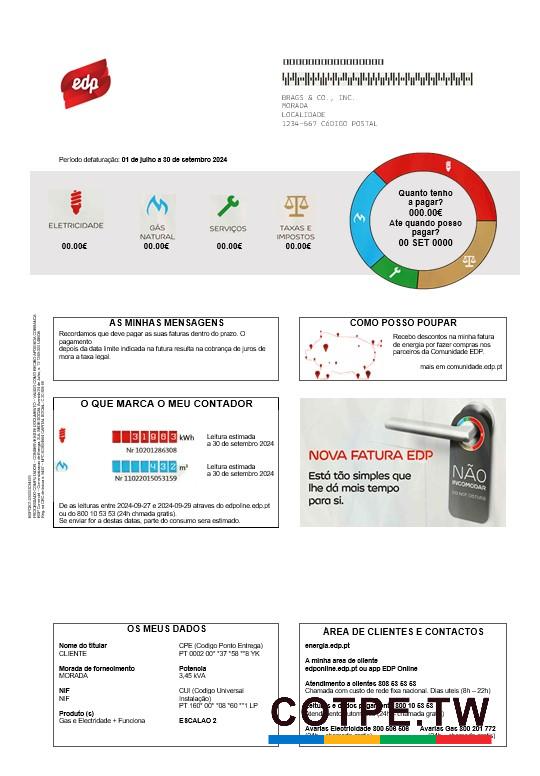 edp
BRAGS & CO., INC.
MORADA
LOCALIDADE
1234-667 CóDIGO POSTAL
Período defaturação: 01 de julho a 30 de setembro 2024
ELETRICIDADE
00.00€
GÁS
NATURAL
00.00€
SERVIÇOS
00.00€
TAXAS E
IMPOSTOS
00.00€
Quanto tenho
a pagar?
000.00€
Ate quando posso
pagar?
00 SET 0000
AS MINHAS MENSAGENS
Recordamos que deve pagar as suas faturas dentro do prazo. O
pagamento
depois da data limite indicada na futura resulta na cobrança de juros de
mora a taxa legal.
COMO POSSO POUPAR
Recebo descontos na minha fatura
de energia por fazer compras nos
parceiros da Comunidade EDP.
mais em comunidade.edp.pt
O QUE MARCA O MEU CONTADOR
31963 kWh
Nr 10201286308
Leitura estimada
a 30 de setembro 2024
432 m³
Nr 11022015053159
Leitura estimada
a 30 de setembro 2024
De as leituras entre 2024-09-27 e 2024-09-29 atraves do edpoline.edp.pt
ou do 800 10 53 53 (24h chmada gratis).
Se enviar for a destas datas, parte do consumo sera estimado.
NOVA FATURA EDP
Está tão simples que
lhe dá mais tempo
para si.
NÃO
INCOMODAR
DO NOT DISTURB
OS MEUS DADOS
Nome do titular
CLIENTE
Morada de fornecimento
MORADA
NIF
NIF
Produto (s)
Gas e Electridade + Funciona
CPE (Codigo Ponto Entrega)
PT 0002 00* *37 *58 **8 YK
Potencia
3,45 kVA
CUI (Codigo Universal
Instalação)
PT 160* 00* *08 *60 **1 LP
ESCALAO 2
ÁREA DE CLIENTES E CONTACTOS
energia.edp.pt
A minha area de cliente
edponline.edp.pt ou app EDP Online
Atendimento a clientes 808 53 53 53
Chamada com custo de rede fixa nacional. Dias uteis (8h – 22h)
Leituras e dados pagamento 800 10 53 53
Avarias Electricidade 800 506 506
Avarias Gas 800 201 772
COTPE.TW